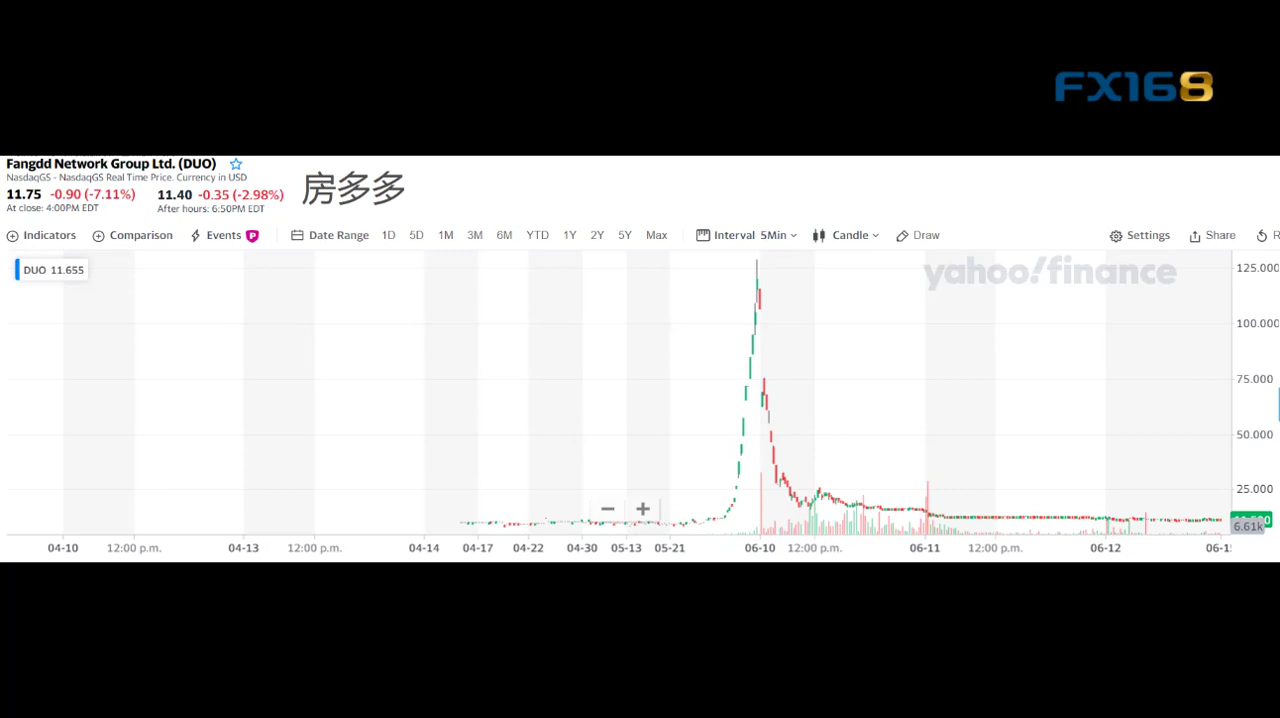 FX168
Fangdd Network Group Ltd. (DUO)
NasdaqGS - NasdaqGS Real Time Price. Currency in USD
11.75 -0.90 (-7.11%) 11.40 -0.35 (-2.98%)
At close: 4:00PM EDT After hours: 6:50PM EDT
房多多
Indicators Comparison Events P Date Range 1D 5D 1M 3M 6M YTD 1Y 2Y 5Y Max Interval 5Min Candle Draw Settings Share R
DUO 11.655
yahoo!finance
125.000
100.000
75.000
50.000
25.000
6.61k
04-10 12:00 p.m. 04-13 12:00 p.m. 04-14 04-17 04-22 04-30 05-13 05-21 06-10 12:00 p.m. 06-11 12:00 p.m. 06-12 06-1